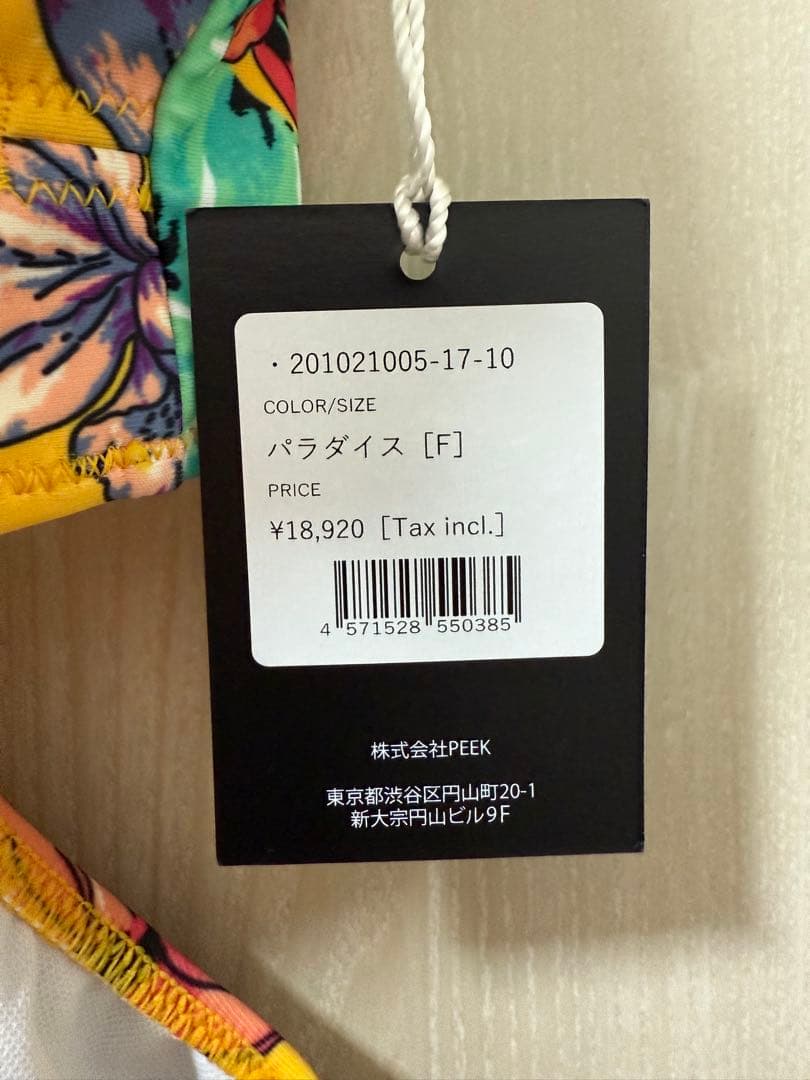 ・201021005-17-10
COLOR/SIZE
パラダイス［F］
PRICE
¥18,920［Tax incl.］
4 571528 550385
株式会社PEEK
東京都渋谷区円山町20-1
新大宗円山ビル9F